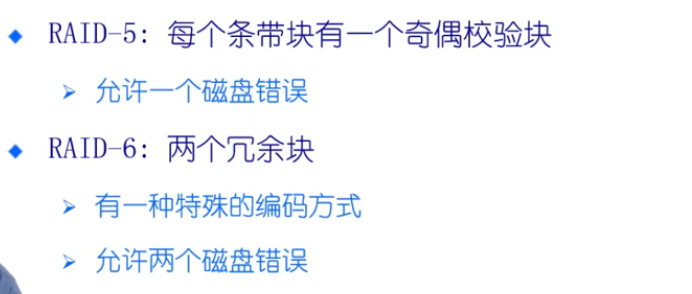 RAID-5: 每个条带块有一个奇偶校验块
允许一个磁盘错误
RAID-6: 两个冗余块
有一种特殊的编码方式
允许两个磁盘错误